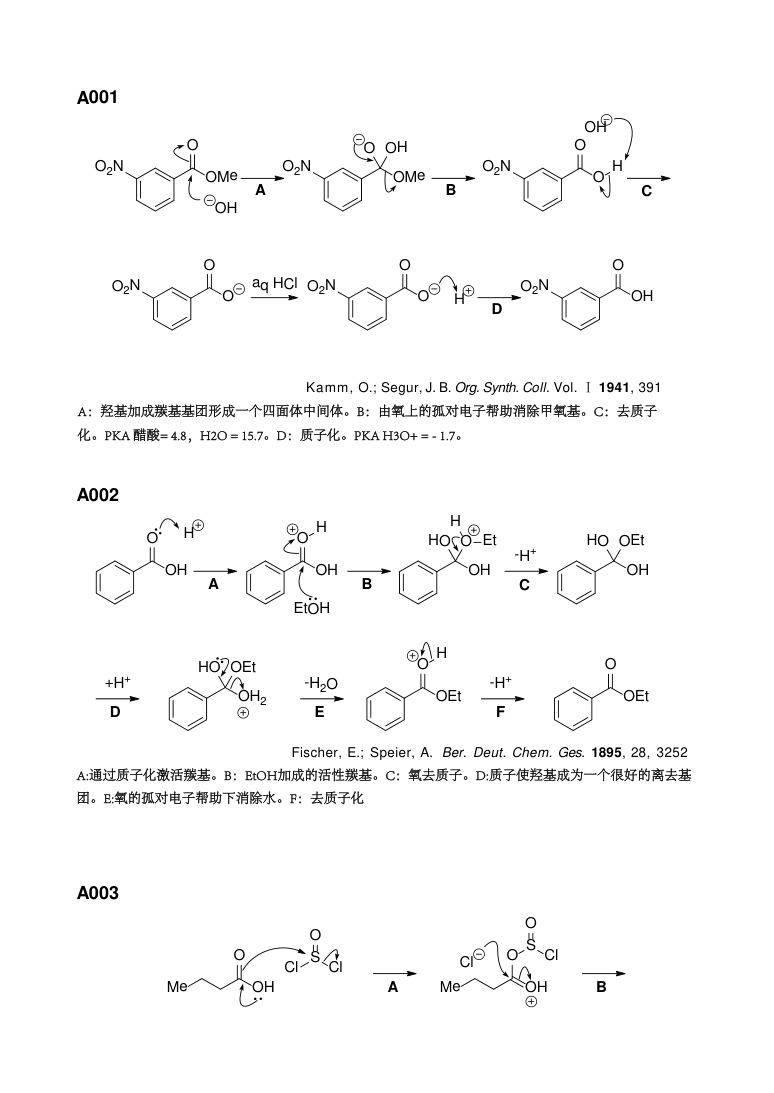 A001
O
O2N
OMe
⊖OH
A
⊖O OH
O2N
OMe
B
OH⊖
O
O2N
O H
C
O
O2N
O⊖
aq HCl
O
O2N
O⊖ H⊕
D
O
O2N
OH
Kamm, O.; Segur, J. B. Org. Synth. Coll. Vol. Ⅰ 1941, 391
A：羟基加成羰基基团形成一个四面体中间体。B：由氧上的孤对电子帮助消除甲氧基。C：去质子
化。PKA 醋酸= 4.8，H2O = 15.7。D：质子化。PKA H3O+ = - 1.7。
A002
O H⊕
OH
A
⊕ H
OH
OH
EtOH
B
H
HO O⊕ Et
OH
-H+
C
HO OEt
OH
+H+
D
HO OEt
OH2
⊕
-H2O
E
⊕O H
OEt
-H+
F
O
OEt
Fischer, E.; Speier, A. Ber. Deut. Chem. Ges. 1895, 28, 3252
A:通过质子化激活羰基。B：EtOH加成的活性羰基。C：氧去质子。D:质子使羟基成为一个很好的离去基
团。E:氧的孤对电子帮助下消除水。F：去质子化
A003
O
Me OH
O
S
Cl Cl
A
O
S
O Cl
Cl⊖
Me OH
⊕
B